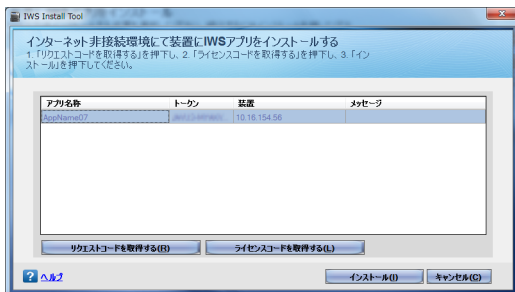 IWS Install Tool
インターネット非接続環境にて装置にIWSアプリをインストールする
1.「リクエストコードを取得する」を押下し、2.「ライセンスコードを取得する」を押下し、3.「イン
ストール」を押下してください。
アプリ名称 トークン 装置 メッセージ
AppName07 10.16.154.56
リクエストコードを取得する(R) ライセンスコードを取得する(L)
ヘルプ インストール(I) キャンセル(C)